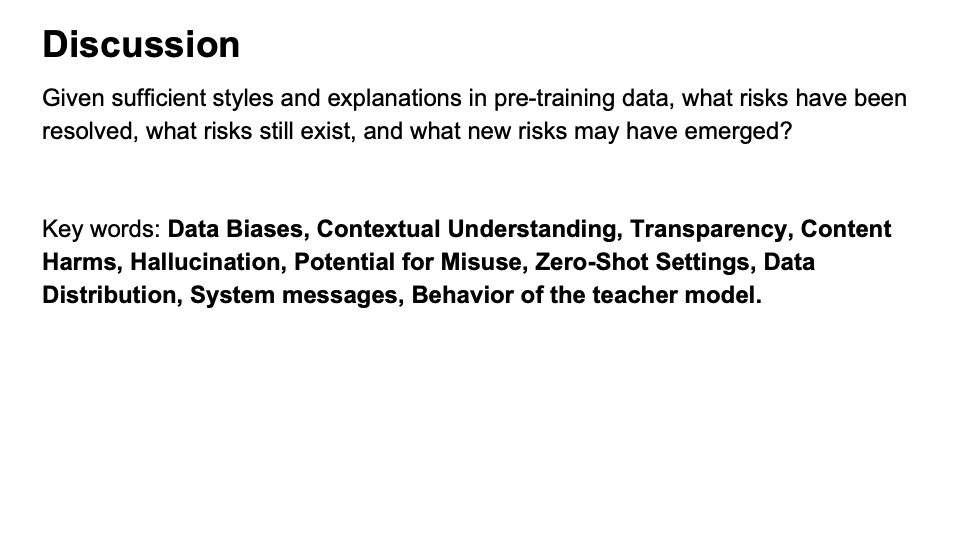 Discussion
Given sufficient styles and explanations in pre-training data, what risks have been
resolved, what risks still exist, and what new risks may have emerged?
Key words: Data Biases, Contextual Understanding, Transparency, Content
Harms, Hallucination, Potential for Misuse, Zero-Shot Settings, Data
Distribution, System messages, Behavior of the teacher model.